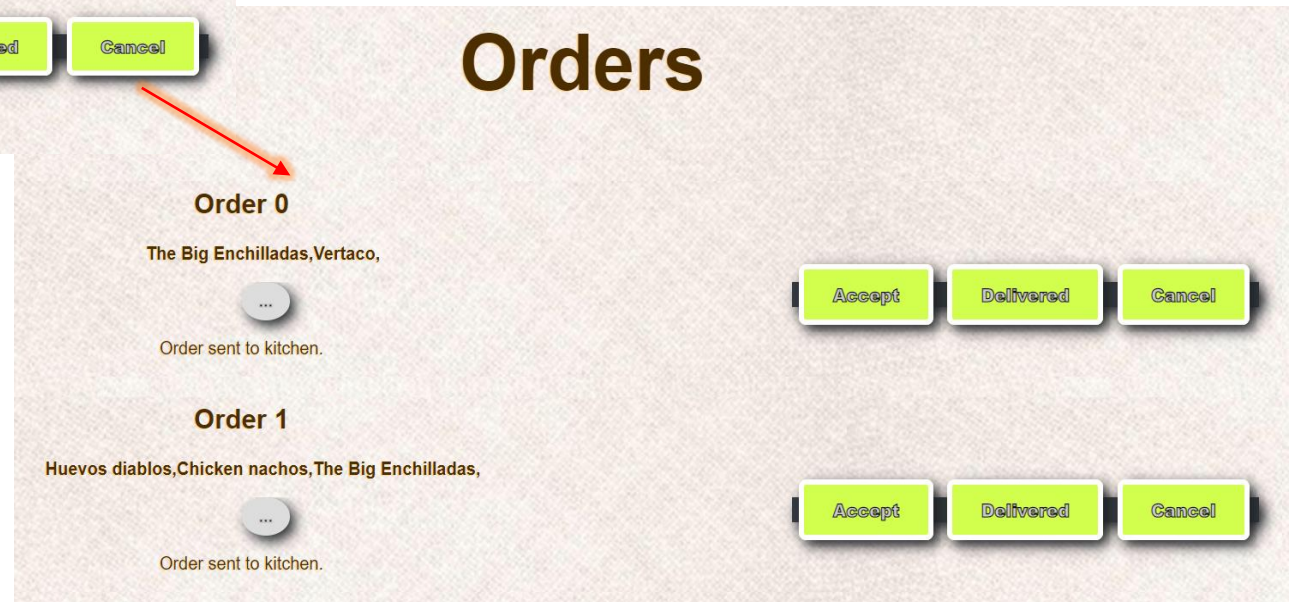 ed Cancel
Orders
Order 0
The Big Enchilladas,Vertaco,
...
Order sent to kitchen.
Accept Delivered Cancel
Order 1
Huevos diablos,Chicken nachos,The Big Enchilladas,
...
Order sent to kitchen.
Accept Delivered Cancel